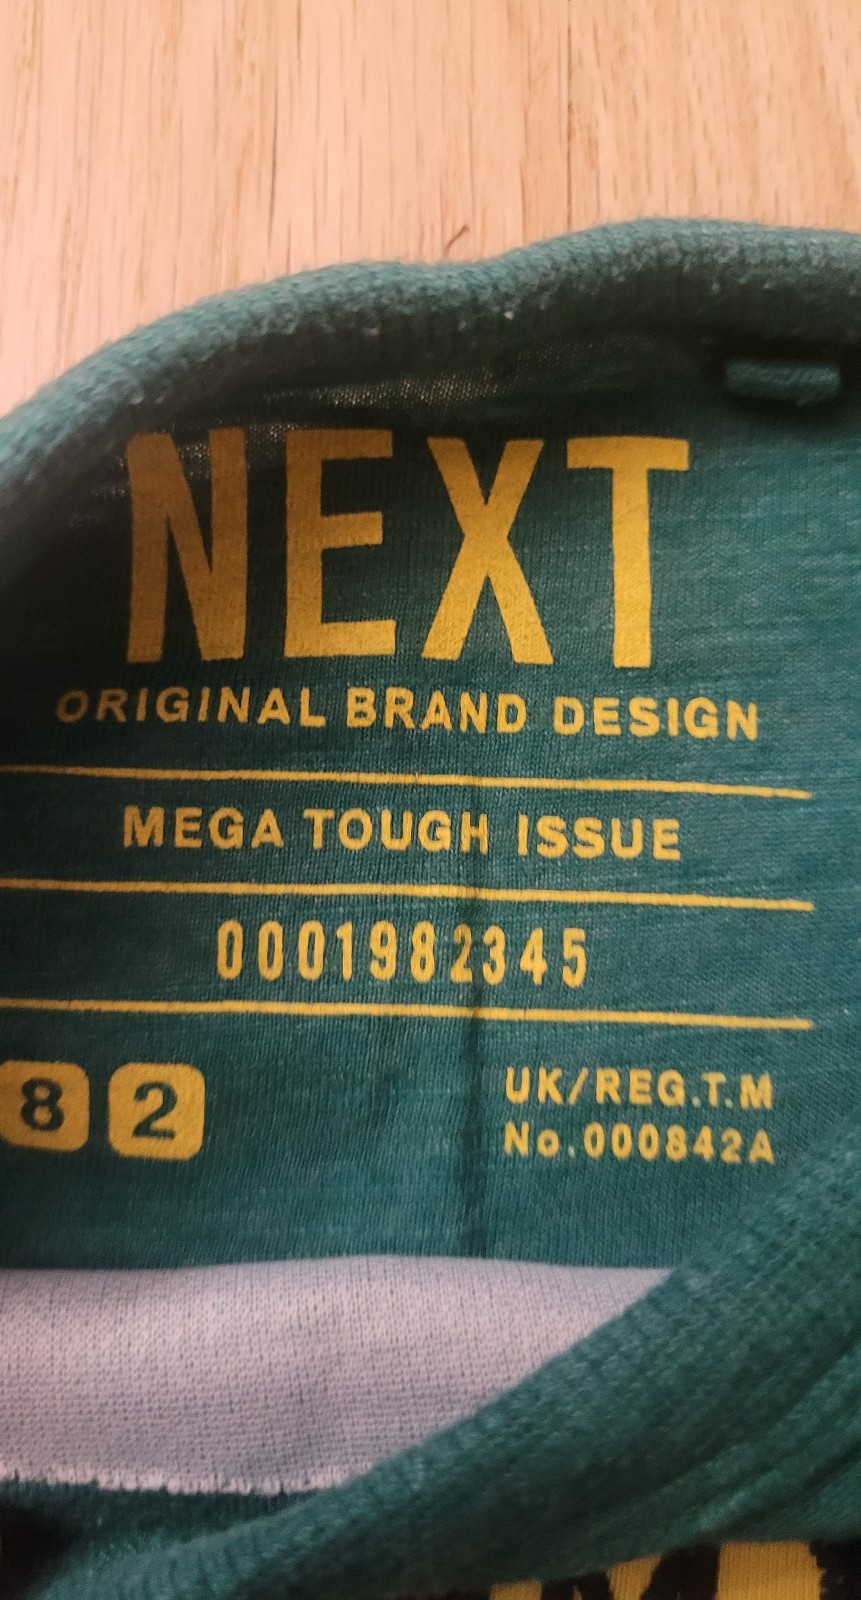 NEXT
ORIGINAL BRAND DESIGN
MEGA TOUGH ISSUE
0001982345
8 2
UK/REG.T.M
No.000842A